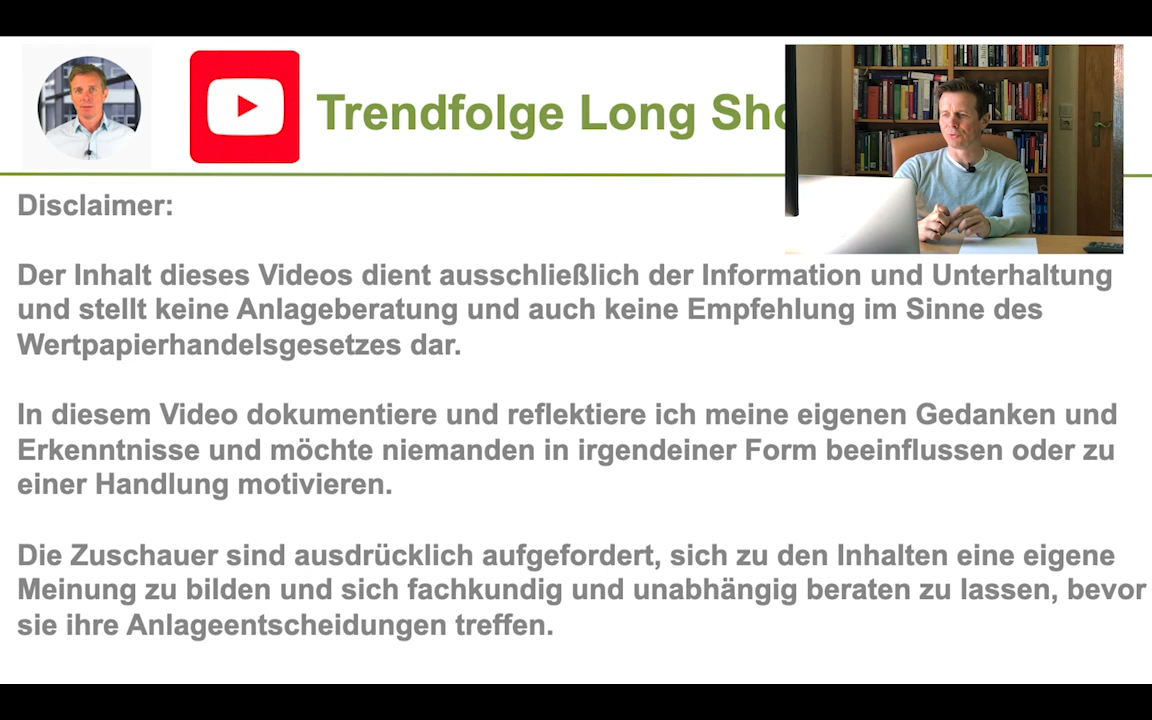 Trendfolge Long Sho
Disclaimer:
Der Inhalt dieses Videos dient ausschließlich der Information und Unterhaltung
und stellt keine Anlageberatung und auch keine Empfehlung im Sinne des
Wertpapierhandelsgesetzes dar.
In diesem Video dokumentiere und reflektiere ich meine eigenen Gedanken und
Erkenntnisse und möchte niemanden in irgendeiner Form beeinflussen oder zu
einer Handlung motivieren.
Die Zuschauer sind ausdrücklich aufgefordert, sich zu den Inhalten eine eigene
Meinung zu bilden und sich fachkundig und unabhängig beraten zu lassen, bevor
sie ihre Anlageentscheidungen treffen.